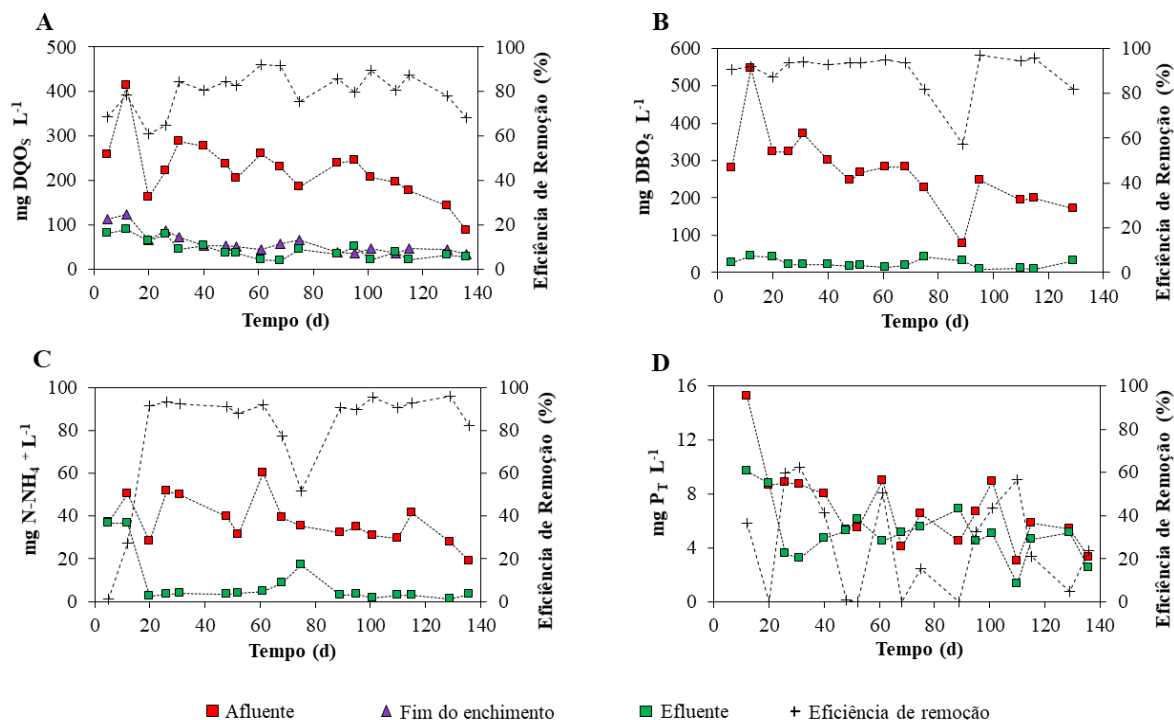 A
500
400
300
200
100
0
mg DQO₅ L⁻¹
100
80
60
40
20
0
Eficiência de Remoção (%)
0 20 40 60 80 100 120 140
Tempo (d)
B
600
500
400
300
200
100
0
mg DBO₅ L⁻¹
100
80
60
40
20
0
Eficiência de Remoção (%)
0 20 40 60 80 100 120 140
Tempo (d)
C
100
80
60
40
20
0
mg N-NH₄ ⁺ L⁻¹
100
80
60
40
20
0
Eficiência de Remoção (%)
0 20 40 60 80 100 120 140
Tempo (d)
D
16
12
8
4
0
mg P_T L⁻¹
100
80
60
40
20
0
Eficiência de Remoção (%)
0 20 40 60 80 100 120 140
Tempo (d)
Afluente Fim do enchimento Efluente Eficiência de remoção